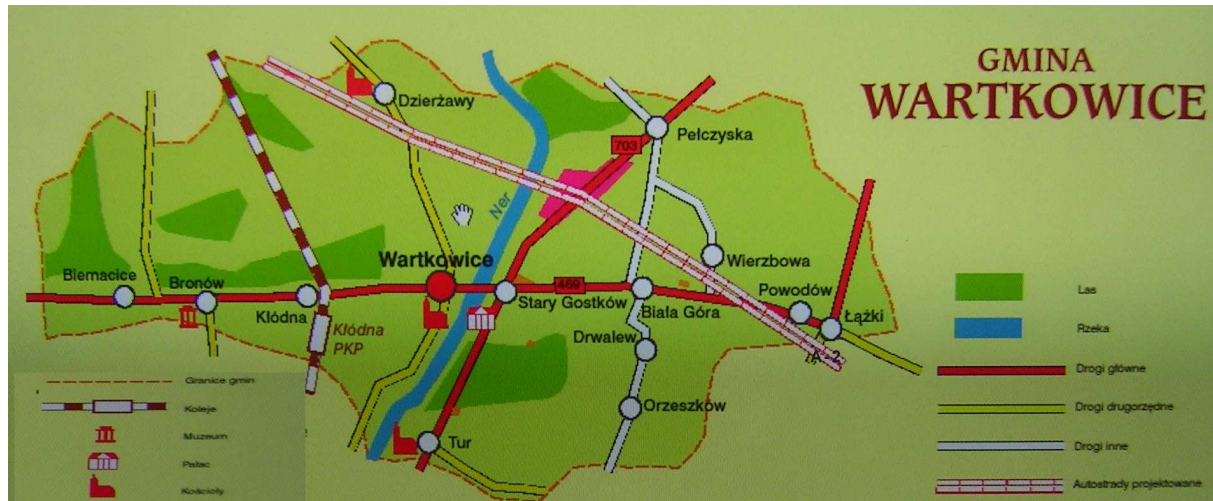 GMINA
WARTKOWICE
Dzierżawy
Pełczyska
703
Ner
Wartkowice
Wierzbowa
Biernacice
Bronów
469
Powodów
Kłódna
Stary Gostków
Biała Góra
Łążki
Kłódna
PKP
Drwalew
A-2
Orzeszków
Tur
Granice gmin
Koleje
Muzeum
Pałac
Kościoły
Las
Rzeka
Drogi główne
Drogi drugorzędne
Drogi inne
Autostrady projektowane